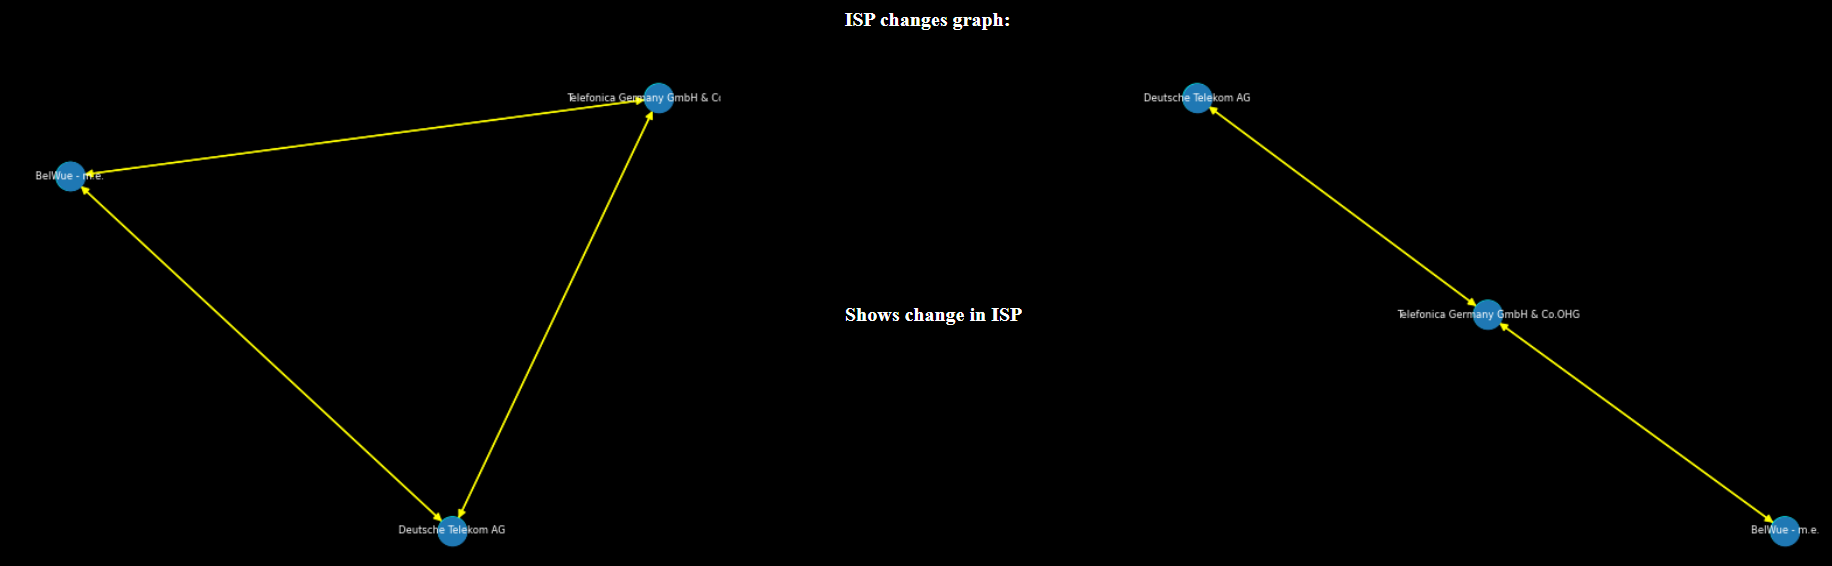 ISP changes graph:
Telefonica Germany GmbH & Co
Deutsche Telekom AG
BelWue - m.e.
Shows change in ISP
Telefonica Germany GmbH & Co.OHG
Deutsche Telekom AG
BelWue - m.e.